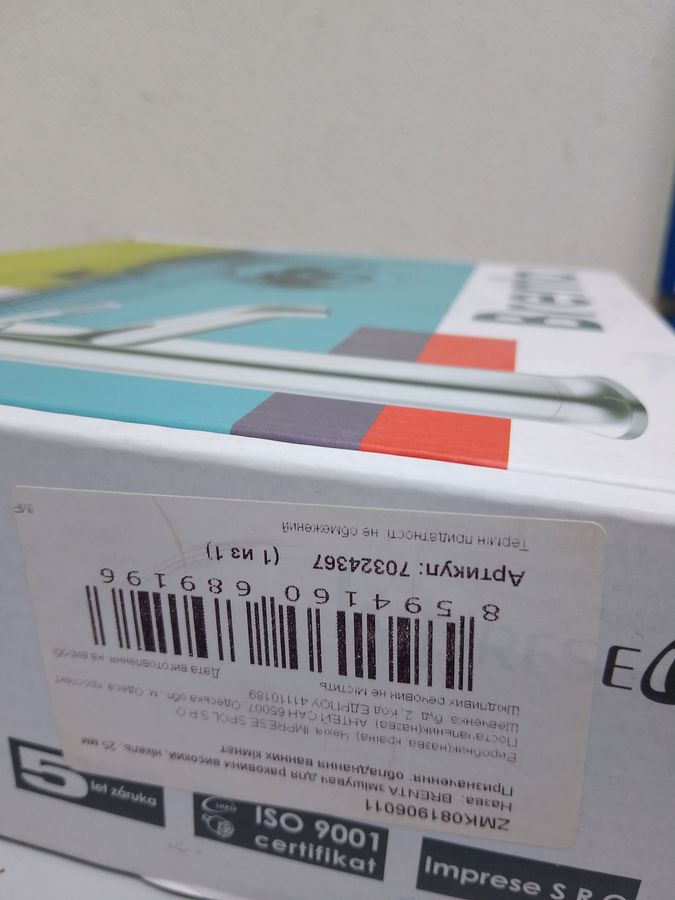 Brenta
ZMK081906011
Назва: BRENTA змішувач для раковини високий, нікель, 25 мм
Призначення: обладнання ванних кімнат
Виробник(назва, країна): Чехія IMPRESE SPOL S R O
Постачальник(назва): АНТЕЙ САН 65007, Одеська обл., м. Одеса, проспект
Шевченка, буд. 2, Код ЕДРПОУ 41110189
Шкідливих речовин не містить
Дата виготовлення: на виробі
8 594160 689196
Артикул: 70324367 (1 из 1)
Термін придатності: не обмежений
5 let záruka
ISO 9001
certifikat
Imprese S R O